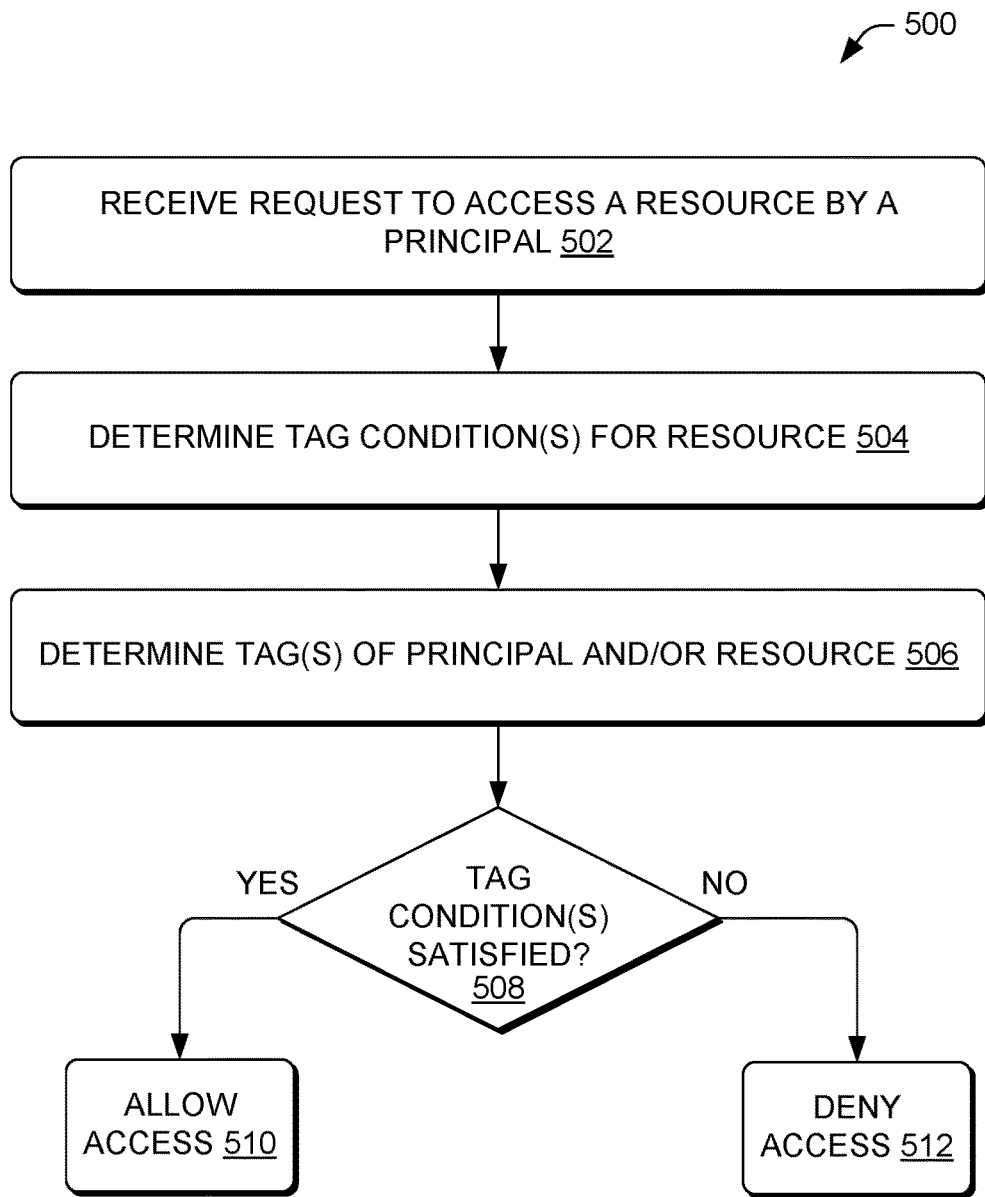 500
RECEIVE REQUEST TO ACCESS A RESOURCE BY A
PRINCIPAL 502
DETERMINE TAG CONDITION(S) FOR RESOURCE 504
DETERMINE TAG(S) OF PRINCIPAL AND/OR RESOURCE 506
YES
NO
TAG
CONDITION(S)
SATISFIED?
508
ALLOW
ACCESS 510
DENY
ACCESS 512